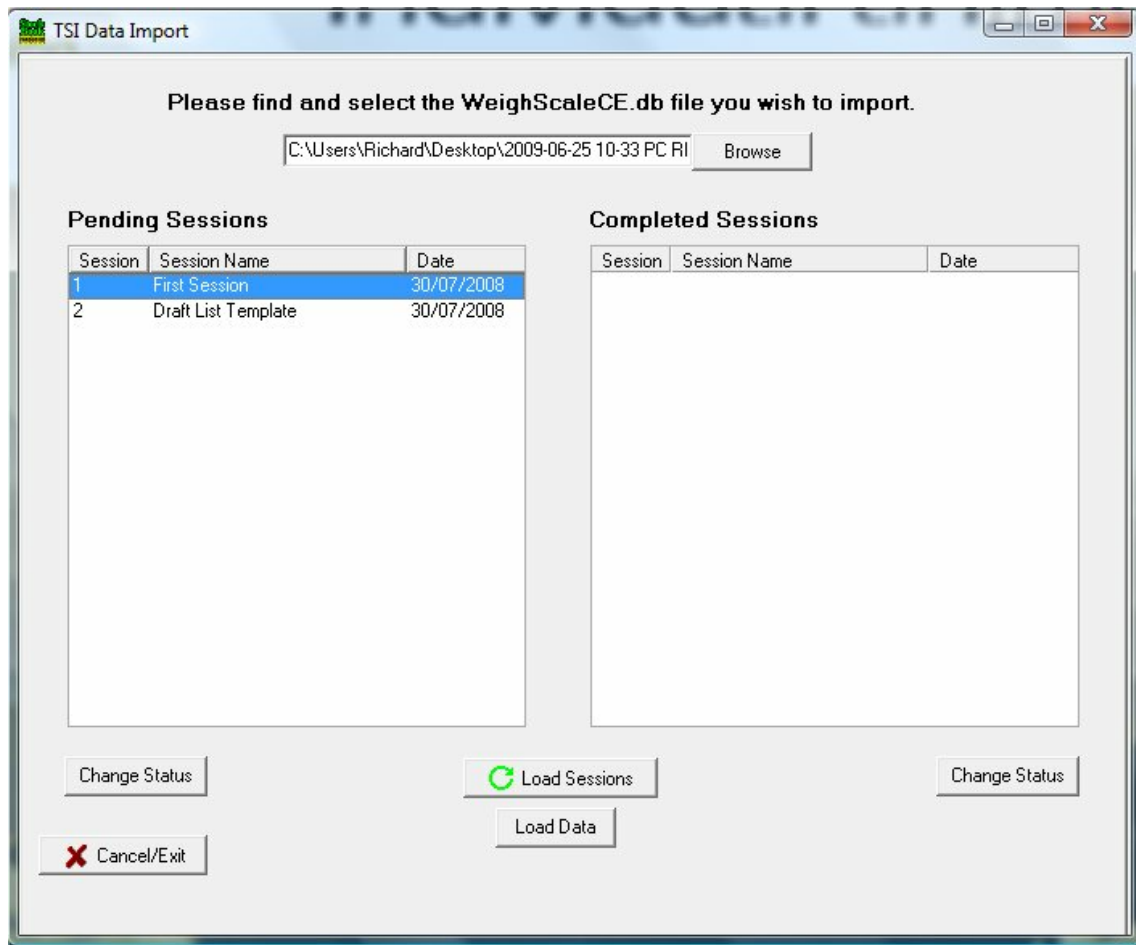 TSI Data Import
Please find and select the WeighScaleCE.db file you wish to import.
C:\Users\Richard\Desktop\2009-06-25 10-33 PC RI Browse
Pending Sessions Completed Sessions
Session Session Name Date Session Session Name Date
1 First Session 30/07/2008
2 Draft List Template 30/07/2008
Change Status Load Sessions Change Status
Load Data
Cancel/Exit